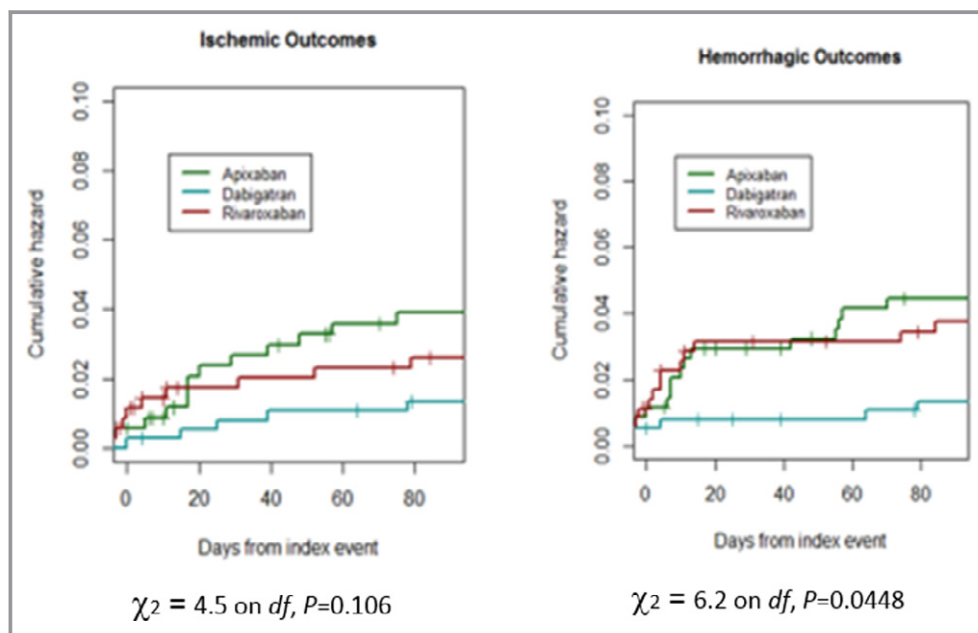 Ischemic Outcomes
Cumulative hazard
0.10
0.08
0.06
0.04
0.02
0.00
Apixaban
Dabigatran
Rivaroxaban
0 20 40 60 80
Days from index event
χ2 = 4.5 on df, P=0.106
Hemorrhagic Outcomes
Cumulative hazard
0.10
0.08
0.06
0.04
0.02
0.00
Apixaban
Dabigatran
Rivaroxaban
0 20 40 60 80
Days from index event
χ2 = 6.2 on df, P=0.0448